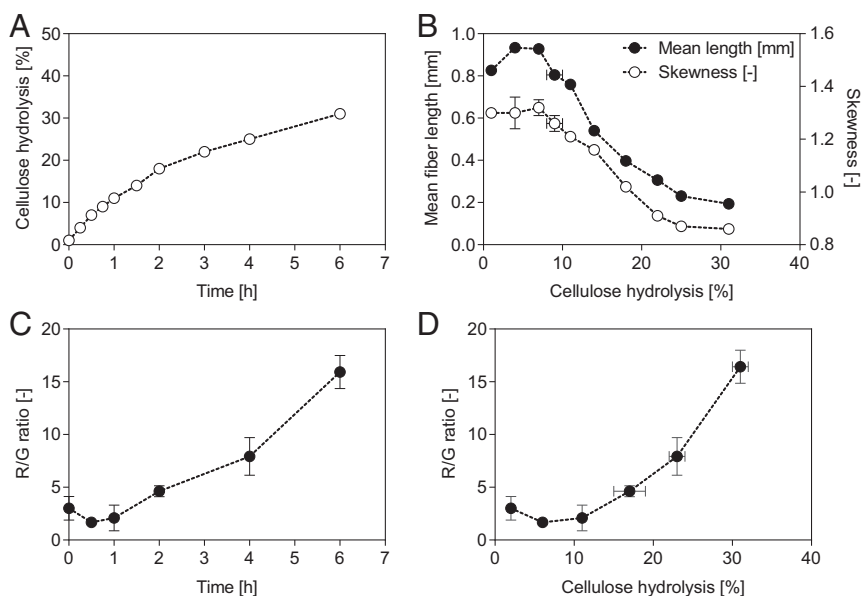 A
Cellulose hydrolysis [%]
50
40
30
20
10
0
0 1 2 3 4 5 6 7
Time [h]
B
Mean fiber length [mm]
1.0
0.8
0.6
0.4
0.2
0.0
Mean length [mm]
Skewness [-]
1.6
1.4
1.2
1.0
0.8
Skewness [-]
0 10 20 30 40
Cellulose hydrolysis [%]
C
R/G ratio [-]
20
15
10
5
0
0 1 2 3 4 5 6 7
Time [h]
D
R/G ratio [-]
20
15
10
5
0
0 10 20 30 40
Cellulose hydrolysis [%]